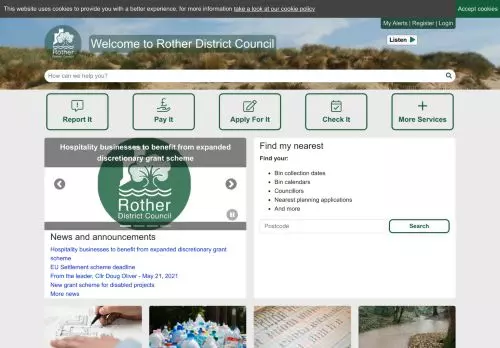 This website uses cookies to provide you with a better experience, for more information take a look at our cookie policy
Accept cookies
My Alerts | Register | Login
Rother
District Council
Welcome to Rother District Council
Listen
How can we help you?
Report It
Pay It
Apply For It
Check It
More Services
Hospitality businesses to benefit from expanded
discretionary grant scheme
Rother
District Council
News and announcements
Hospitality businesses to benefit from expanded discretionary grant
scheme
EU Settlement scheme deadline
From the leader, Cllr Doug Oliver - May 21, 2021
New grant scheme for disabled projects
More news
Find my nearest
Find your:
Bin collection dates
Bin calendars
Councillors
Nearest planning applications
And more
Postcode
Search